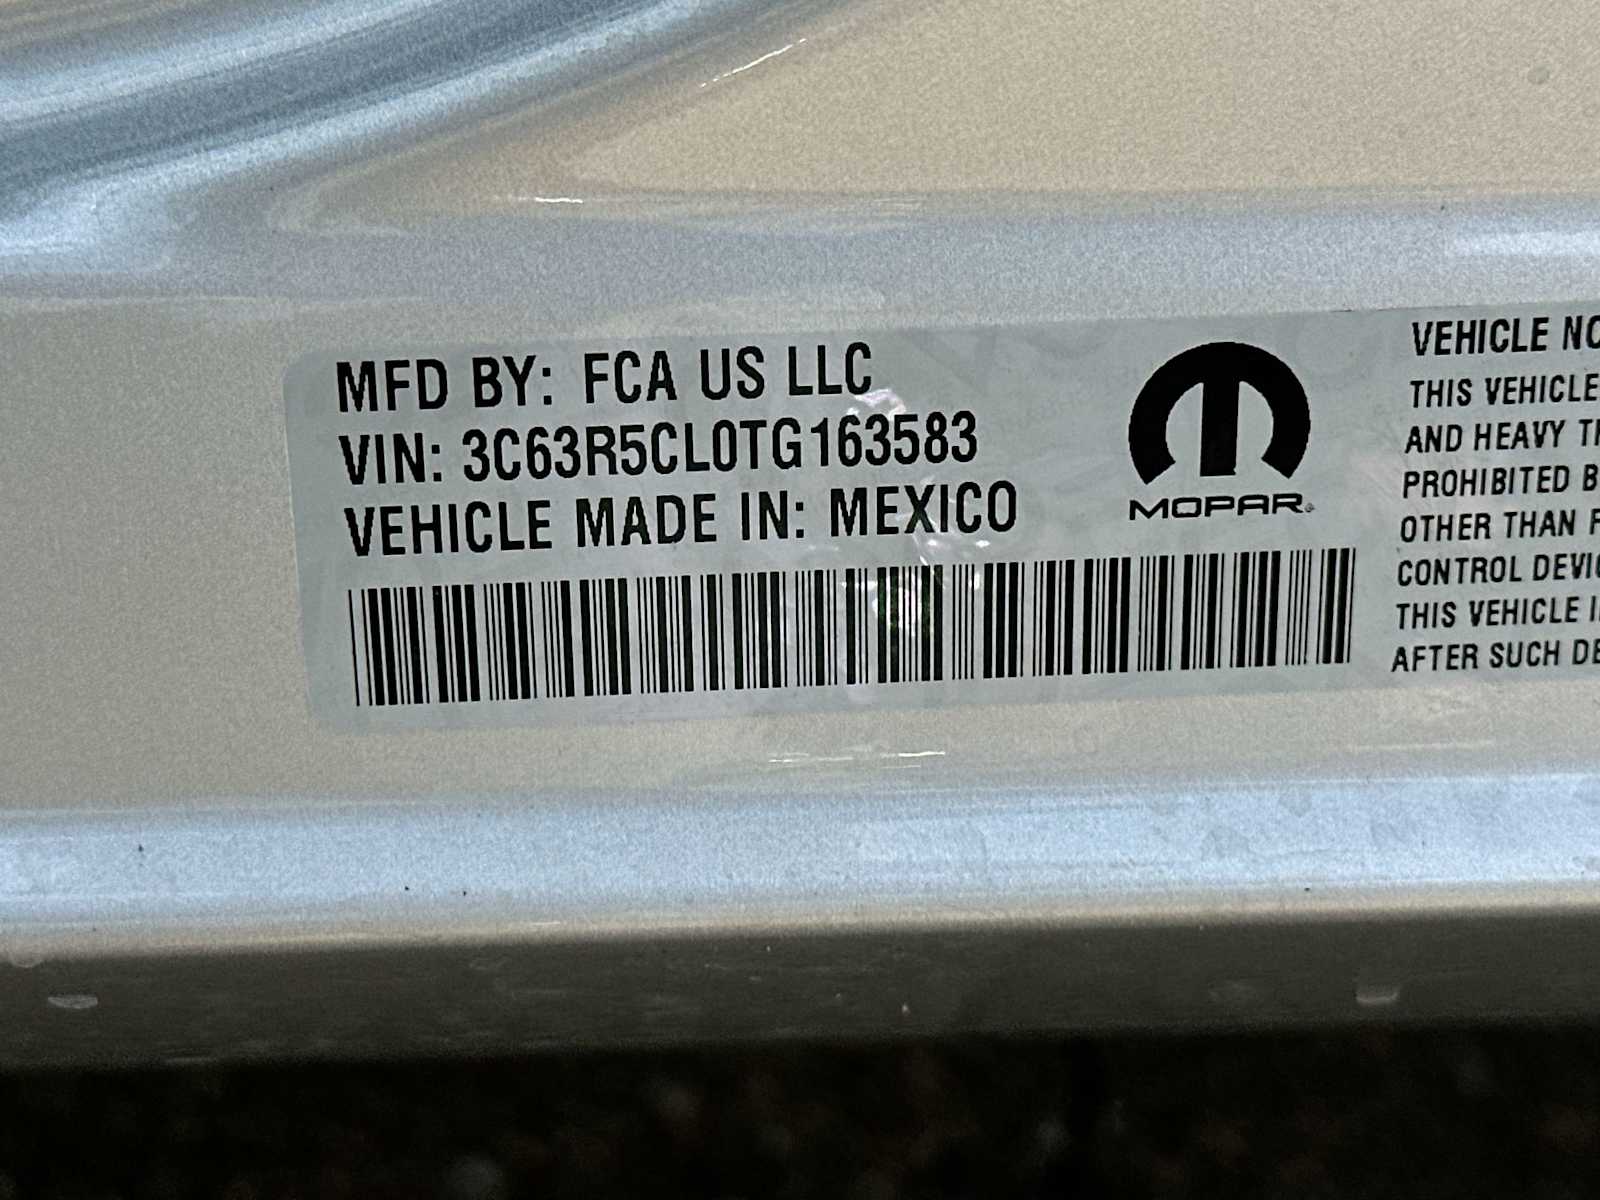 MFD BY: FCA US LLC
VIN: 3C63R5CL0TG163583
VEHICLE MADE IN: MEXICO
MOPAR®
VEHICLE
THIS VEHICLE
AND HEAVY
PROHIBITED
OTHER THAN
CONTROL
THIS VEHICLE
AFTER SUCH